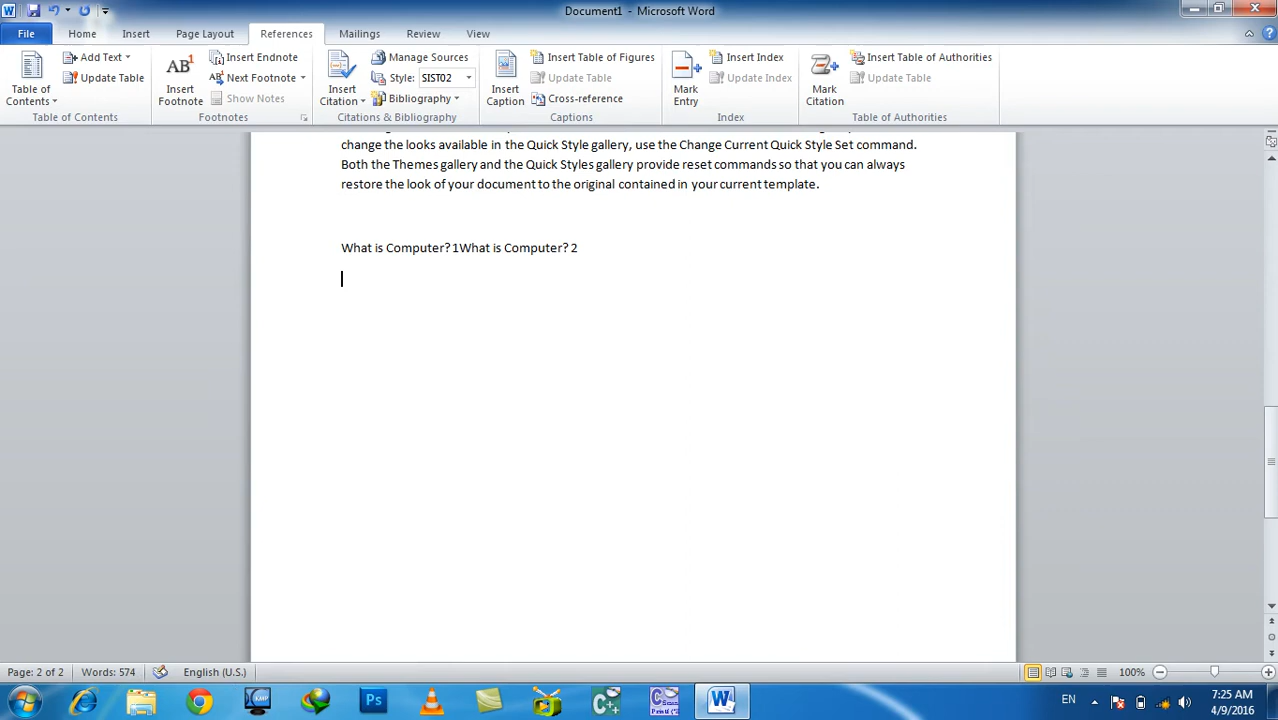 Document1 - Microsoft Word
File Home Insert Page Layout References Mailings Review View
Table of Contents
Add Text
Update Table
Table of Contents
AB1
Insert Footnote
Insert Endnote
Next Footnote
Show Notes
Footnotes
Insert Citation
Manage Sources
Style: SIST02
Bibliography
Citations & Bibliography
Insert Caption
Insert Table of Figures
Update Table
Cross-reference
Captions
Mark Entry
Insert Index
Update Index
Index
Mark Citation
Insert Table of Authorities
Update Table
Table of Authorities
change the looks available in the Quick Style gallery, use the Change Current Quick Style Set command.
Both the Themes gallery and the Quick Styles gallery provide reset commands so that you can always
restore the look of your document to the original contained in your current template.
What is Computer? 1What is Computer? 2
Page: 2 of 2 Words: 574 English (U.S.) 100%
Ps
EN
7:25 AM
4/9/2016